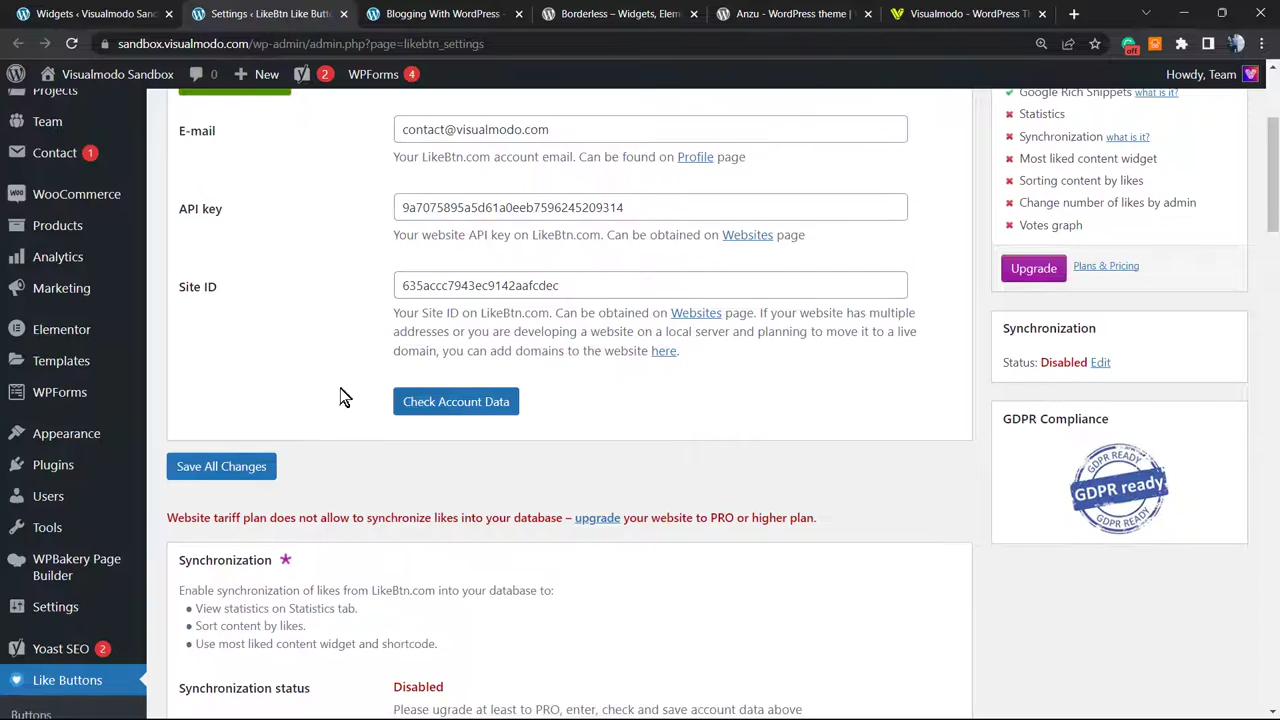 Widgets ‹ Visualmodo Sandbox
Settings ‹ LikeBtn Like Butt
Blogging With WordPress -
Borderless – Widgets, Elem
Anzu - WordPress theme |
Visualmodo - WordPress Th
sandbox.visualmodo.com/wp-admin/admin.php?page=likebtn_settings
off
Visualmodo Sandbox
0
New
2
WPForms 4
Howdy, Team
Projects
Team
Contact 1
WooCommerce
Products
Analytics
Marketing
Elementor
Templates
WPForms
Appearance
Plugins
Users
Tools
WPBakery Page
Builder
Settings
Yoast SEO 2
Like Buttons
Buttons
E-mail
contact@visualmodo.com
Your LikeBtn.com account email. Can be found on Profile page
API key
9a7075895a5d61a0eeb7596245209314
Your website API key on LikeBtn.com. Can be obtained on Websites page
Site ID
635accc7943ec9142aafcdec
Your Site ID on LikeBtn.com. Can be obtained on Websites page. If your website has multiple
addresses or you are developing a website on a local server and planning to move it to a live
domain, you can add domains to the website here.
Check Account Data
Save All Changes
Website tariff plan does not allow to synchronize likes into your database – upgrade your website to PRO or higher plan.
Synchronization *
Enable synchronization of likes from LikeBtn.com into your database to:
● View statistics on Statistics tab.
● Sort content by likes.
● Use most liked content widget and shortcode.
Synchronization status
Disabled
Please ugrade at least to PRO, enter, check and save account data above
Google Rich Snippets what is it?
Statistics
Synchronization what is it?
Most liked content widget
Sorting content by likes
Change number of likes by admin
Votes graph
Upgrade
Plans & Pricing
Synchronization
Status: Disabled Edit
GDPR Compliance
GDPR READY
GDPR ready
GDPR READY